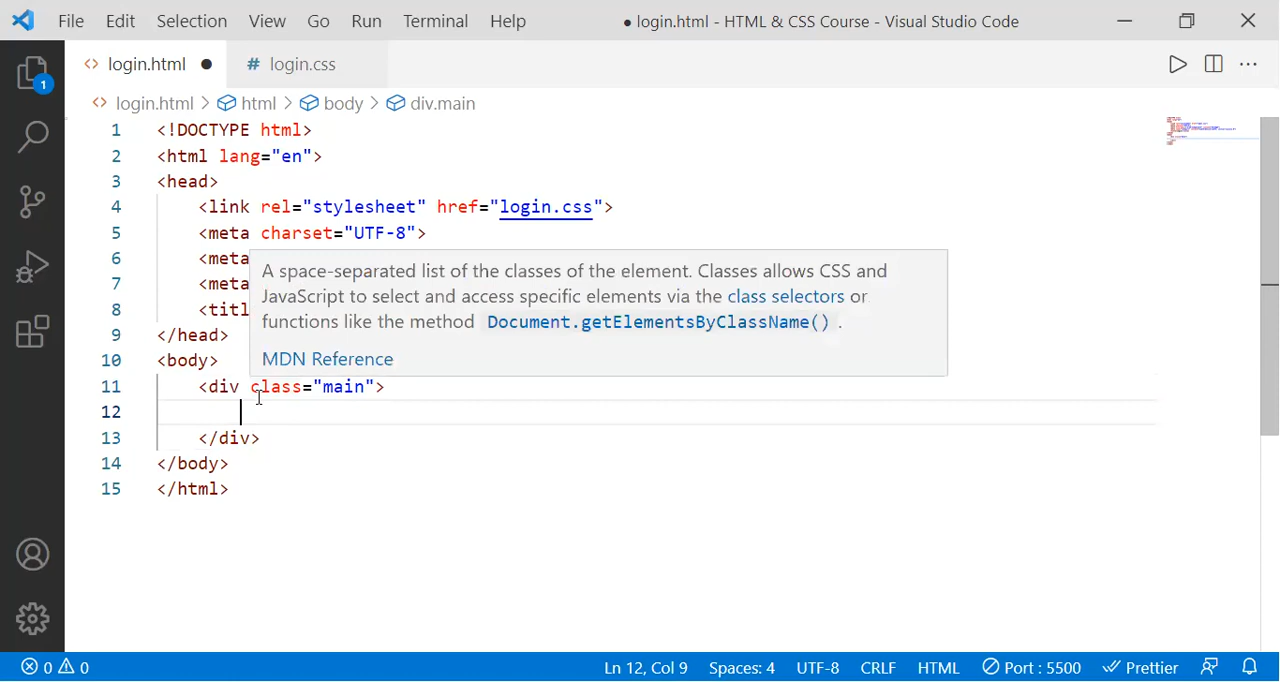 File Edit Selection View Go Run Terminal Help ● login.html - HTML & CSS Course - Visual Studio Code
1
<> login.html ● # login.css
<> login.html > html > body > div.main
1 <!DOCTYPE html>
2 <html lang="en">
3 <head>
4 <link rel="stylesheet" href="login.css">
5 <meta charset="UTF-8">
6 <meta
7 <meta
8 <titl
A space-separated list of the classes of the element. Classes allows CSS and
JavaScript to select and access specific elements via the class selectors or
functions like the method Document.getElementsByClassName() .
MDN Reference
9 </head>
10 <body>
11 <div class="main">
12
13 </div>
14 </body>
15 </html>
0 0 Ln 12, Col 9 Spaces: 4 UTF-8 CRLF HTML Port : 5500 Prettier